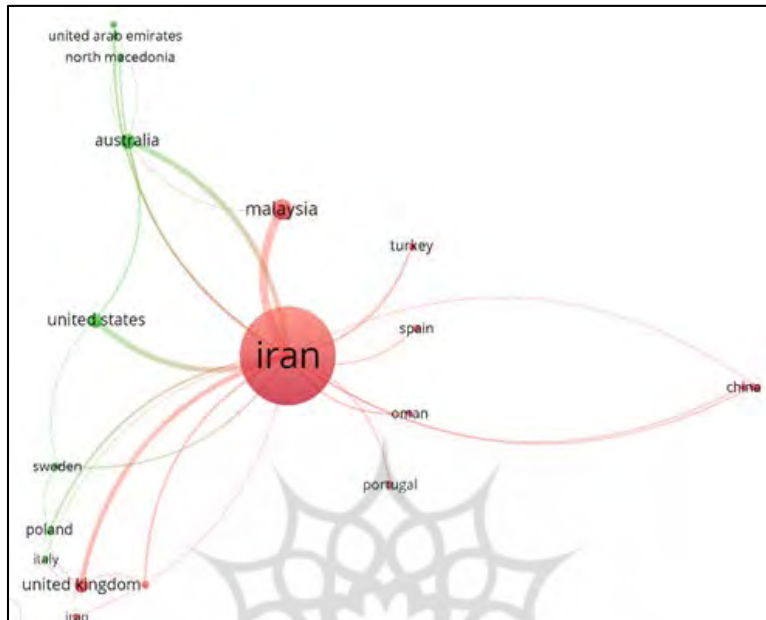 united arab emirates
north macedonia
australia
malaysia
turkey
united states
spain
iran
china
oman
sweden
portugal
poland
italy
united kingdom
iran